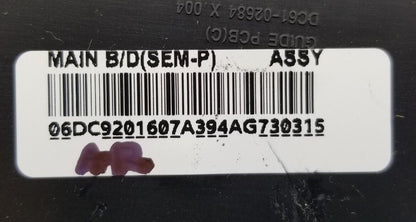 DC61-02684 X 004
GUIDE PCB(C)
MAIN B/D(SEM-P) ASSY
06DC9201607A394AG730315